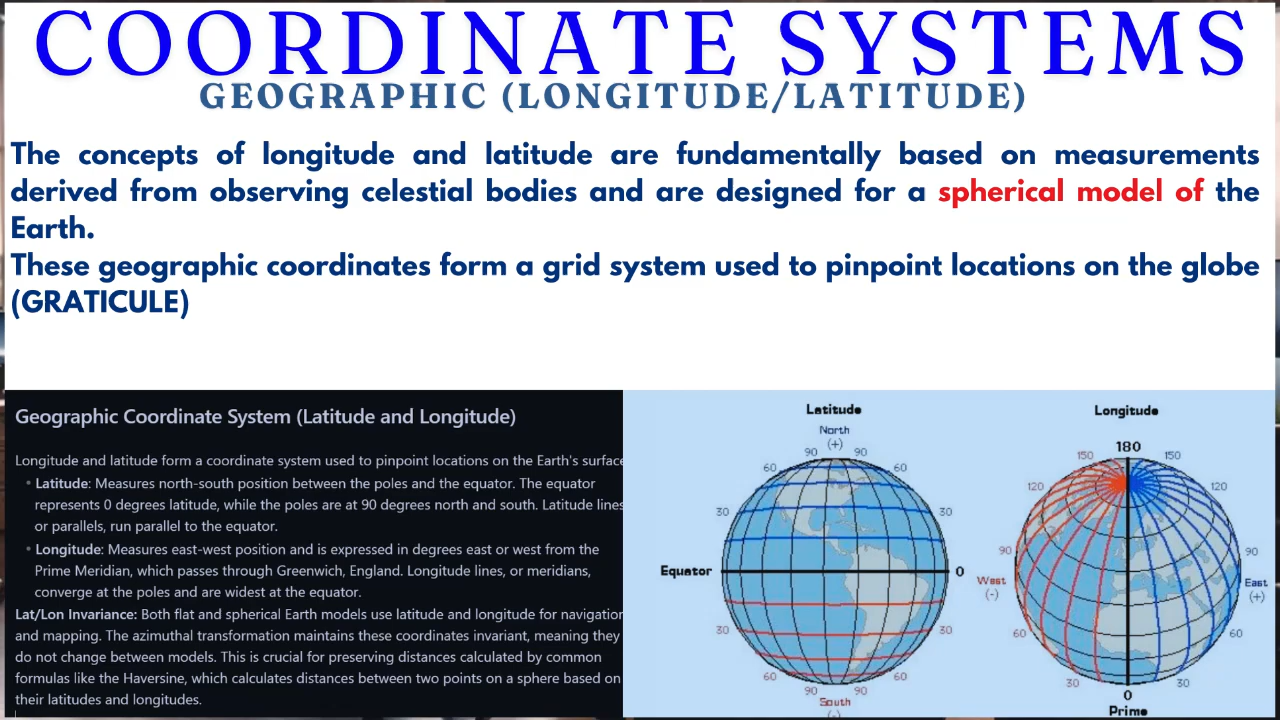 COORDINATE SYSTEMS
GEOGRAPHIC (LONGITUDE/LATITUDE)
The concepts of longitude and latitude are fundamentally based on measurements
derived from observing celestial bodies and are designed for a spherical model of the
Earth.
These geographic coordinates form a grid system used to pinpoint locations on the globe
(GRATICULE)
Geographic Coordinate System (Latitude and Longitude)
Longitude and latitude form a coordinate system used to pinpoint locations on the Earth's surface
• Latitude: Measures north-south position between the poles and the equator. The equator
represents 0 degrees latitude, while the poles are at 90 degrees north and south. Latitude lines
or parallels, run parallel to the equator.
• Longitude: Measures east-west position and is expressed in degrees east or west from the
Prime Meridian, which passes through Greenwich, England. Longitude lines, or meridians,
converge at the poles and are widest at the equator.
Lat/Lon Invariance: Both flat and spherical Earth models use latitude and longitude for navigation
and mapping. The azimuthal transformation maintains these coordinates invariant, meaning they
do not change between models. This is crucial for preserving distances calculated by common
formulas like the Haversine, which calculates distances between two points on a sphere based on
their latitudes and longitudes.
Latitude
North
(+)
90 90
60 60
30 30
Equator 0
30 30
60 60
90 90
South
(-)
Longitude
180
150 150
120 120
90 90
West East
(-) (+)
60 60
30 30
0
Prime